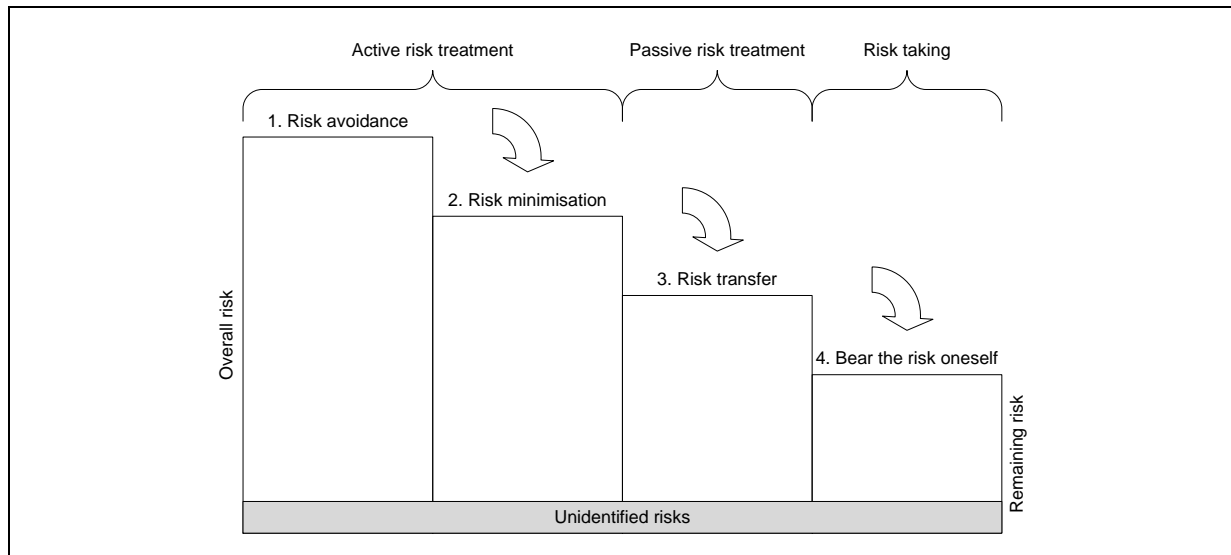 Active risk treatment
Passive risk treatment
Risk taking
1. Risk avoidance
2. Risk minimisation
3. Risk transfer
4. Bear the risk oneself
Overall risk
Remaining risk
Unidentified risks